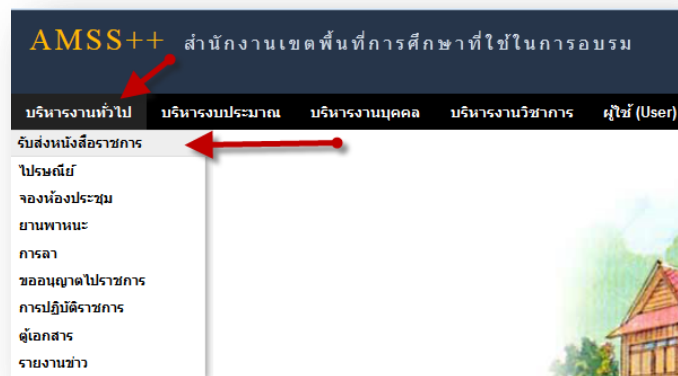 AMSS++ สำนักงานเขตพื้นที่การศึกษาที่ใช้ในการอบรม
บริหารงานทั่วไป บริหารงบประมาณ บริหารงานบุคคล บริหารงานวิชาการ ผู้ใช้ (User)
รับส่งหนังสือราชการ
ไปรษณีย์
จองห้องประชุม
ยานพาหนะ
การลา
ขออนุญาตไปราชการ
การปฏิบัติราชการ
ตู้เอกสาร
รายงานข่าว